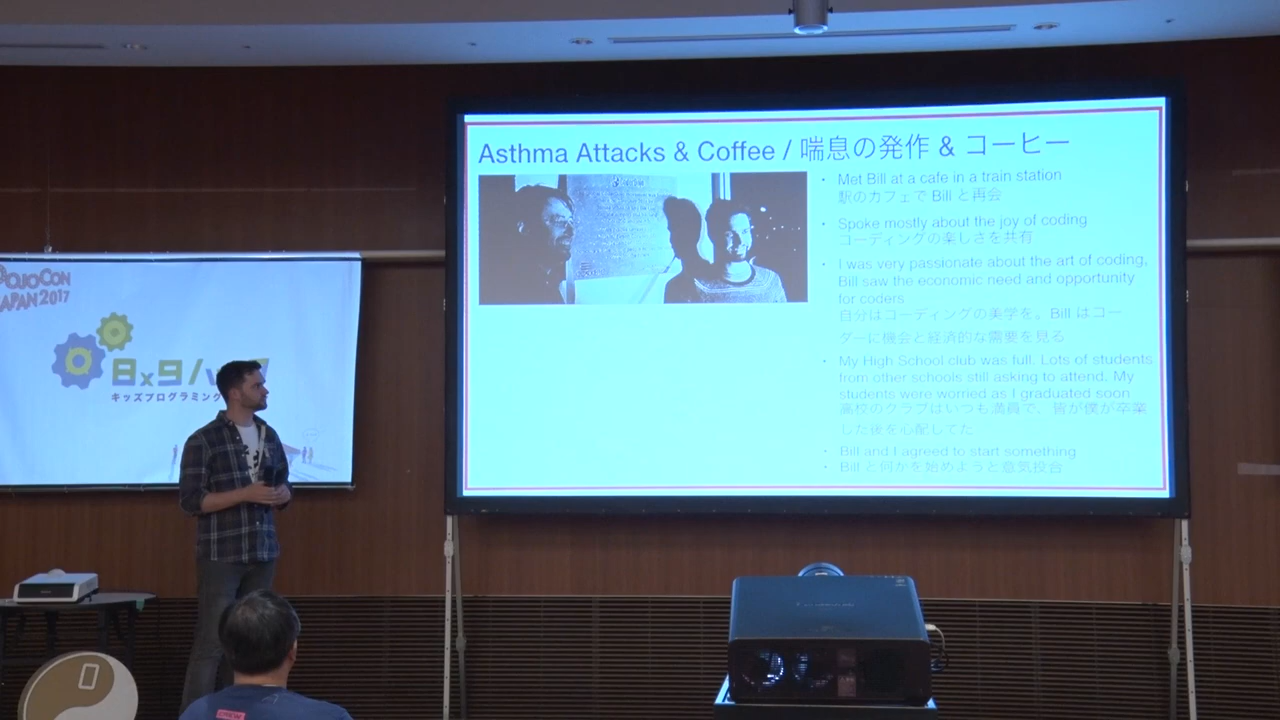 Asthma Attacks & Coffee / 喘息の発作 & コーヒー
• Met Bill at a cafe in a train station
駅のカフェで Bill と再会
• Spoke mostly about the joy of coding
コーディングの楽しさを共有
• I was very passionate about the art of coding,
Bill saw the economic need and opportunity
for coders
自分はコーディングの美学を。Bill はコー
ダーに機会と経済的な需要を見る
• My High School club was full. Lots of students
from other schools still asking to attend. My
students were worried as I graduated soon
高校のクラブはいつも満員で、皆が僕が卒業
した後を心配してた
• Bill and I agreed to start something
• Bill と何かを始めようと意気投合
DOJOCON
JAPAN 2017
8x9/
キッズプログラミング